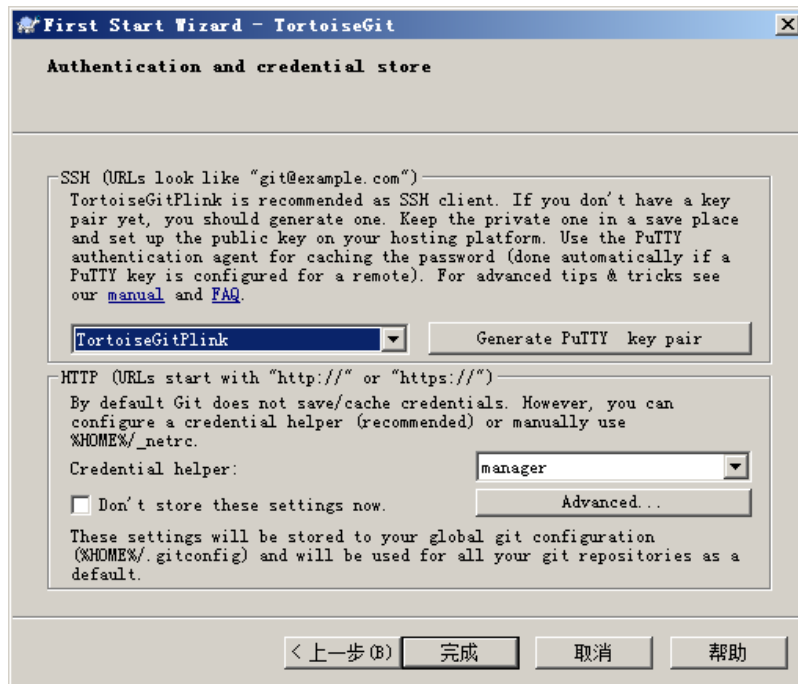 First Start Wizard - TortoiseGit
Authentication and credential store
SSH (URLs look like "git@example.com")
TortoiseGitPlink is recommended as SSH client. If you don't have a key
pair yet, you should generate one. Keep the private one in a save place
and set up the public key on your hosting platform. Use the PuTTY
authentication agent for caching the password (done automatically if a
PuTTY key is configured for a remote). For advanced tips & tricks see
our manual and FAQ.
TortoiseGitPlink
Generate PuTTY key pair
HTTP (URLs start with "http://" or "https://")
By default Git does not save/cache credentials. However, you can
configure a credential helper (recommended) or manually use
%HOME%/_netrc.
Credential helper:
manager
Don't store these settings now.
Advanced...
These settings will be stored to your global git configuration
(%HOME%/.gitconfig) and will be used for all your git repositories as a
default.
< 上一步(B)
完成
取消
帮助